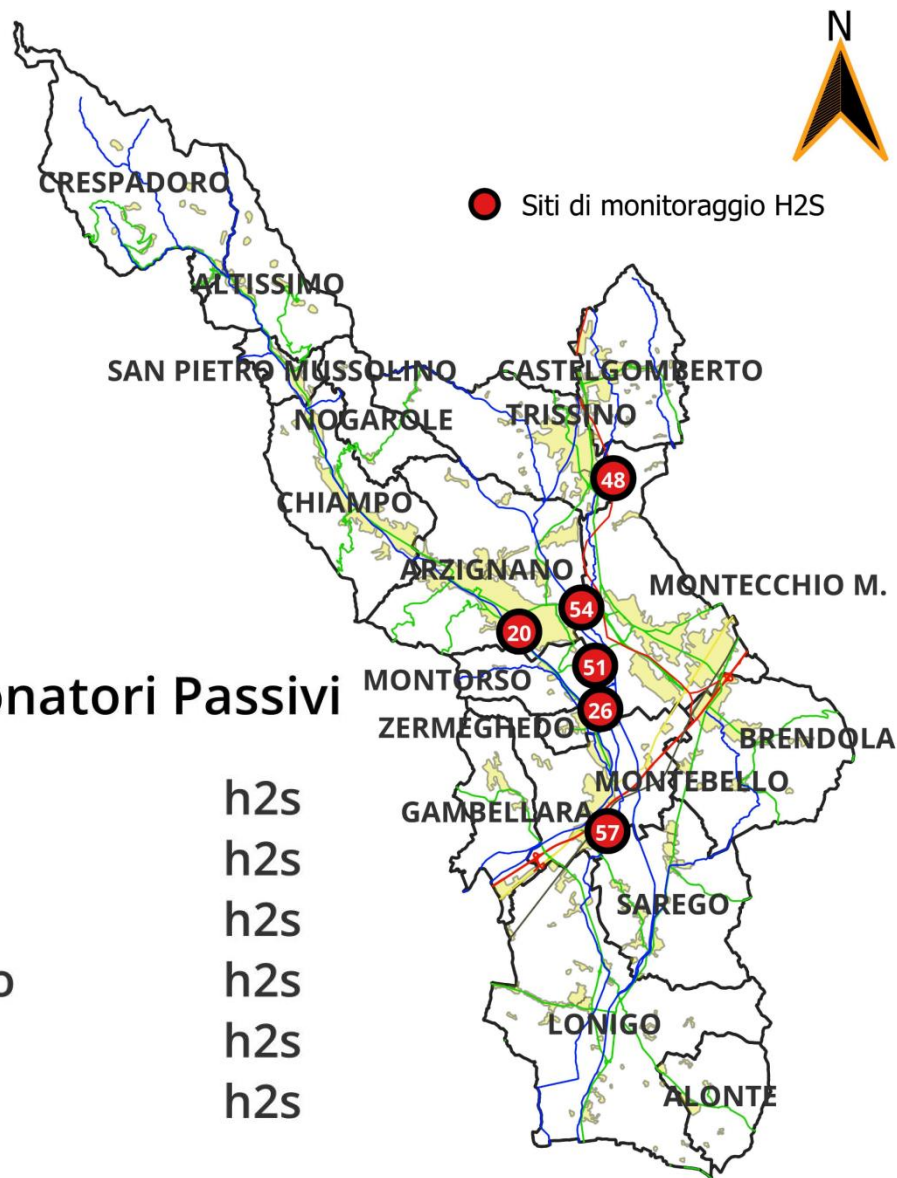 N
CRESPADORO
Siti di monitoraggio H2S
ALTISSIMO
SAN PIETRO MUSSOLINO
CASTELGOMBERTO
TRISSINO
NOGAROLE
48
CHIAMPO
ARZIGNANO
MONTECCHIO M.
54
20
51
MONTORSO
onatori Passivi
26
ZERMEGHEDO
BRENDOLA
MONTEBELLO
h2s
GAMBELLARA
57
h2s
SAREGO
h2s
o
h2s
LONIGO
h2s
ALONTE
h2s